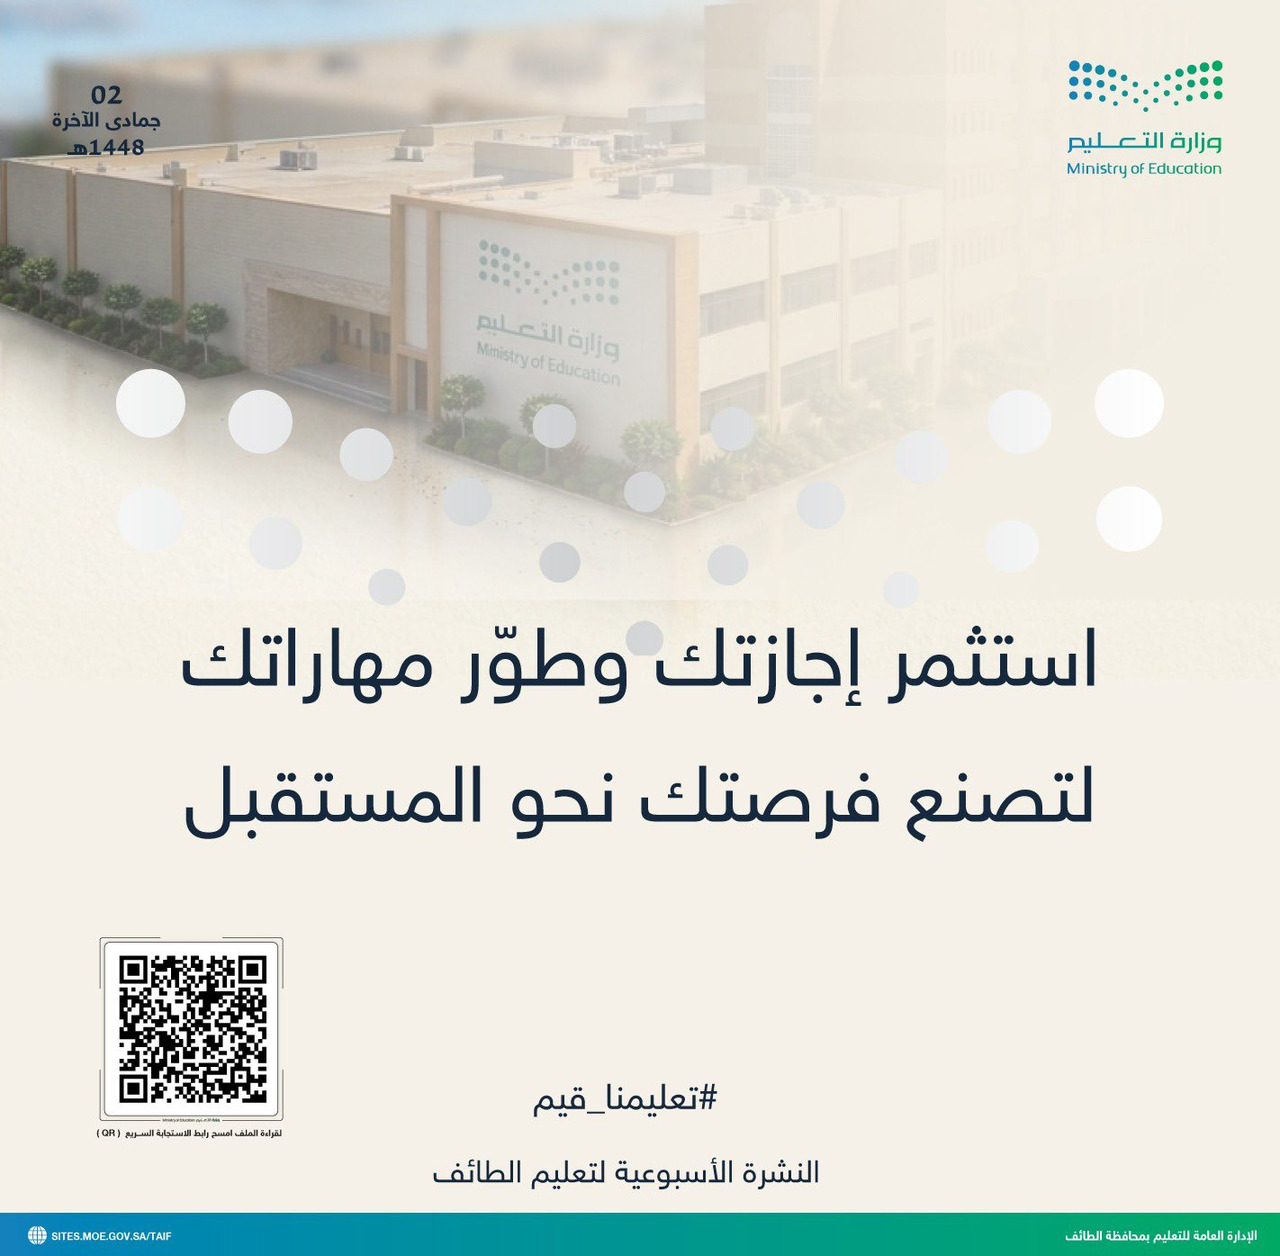 02
جمادى الآخرة
1448هـ
وزارة التعليم
Ministry of Education
وزارة التعليم
Ministry of Education
استثمر إجازتك وطوّر مهاراتك
لتصنع فرصتك نحو المستقبل
لقراءة الملف امسح رابط الاستجابة السريع ( QR )
#تعليمنا_قيم
النشرة الأسبوعية لتعليم الطائف
SITES.MOE.GOV.SA/TAIF
الإدارة العامة للتعليم بمحافظة الطائف